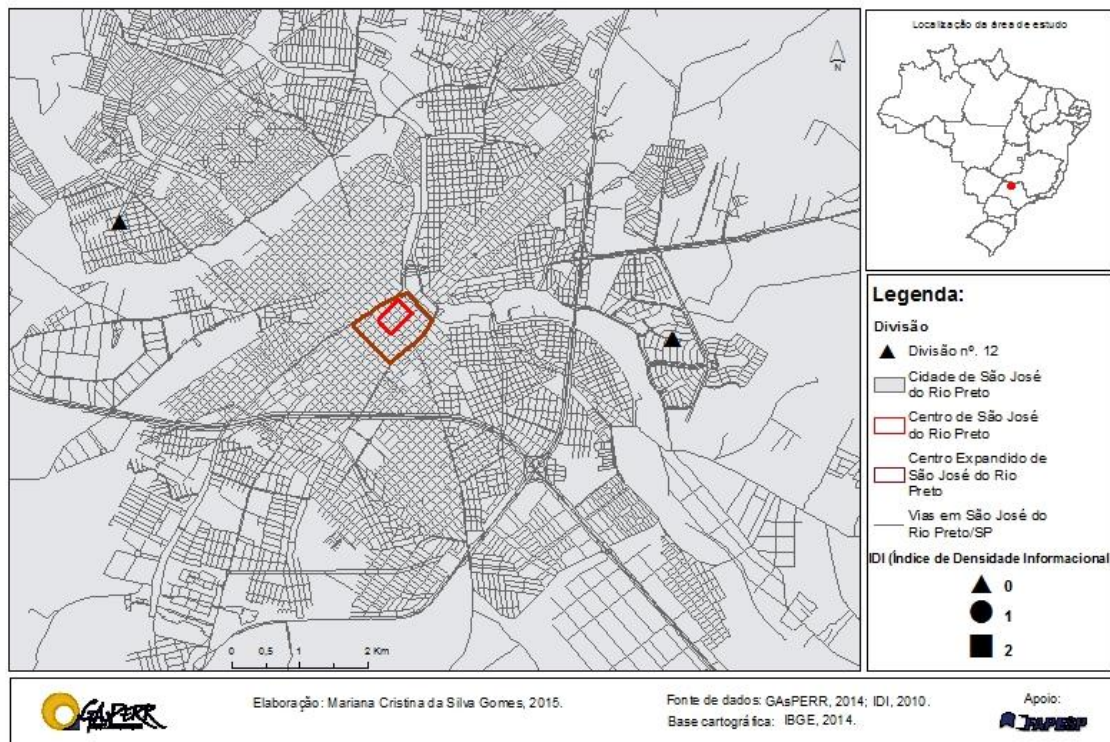 Localização da área de estudo
N
Legenda:
Divisão
Divisão nº. 12
Cidade de São José
do Rio Preto
Centro de São José
do Rio Preto
Centro Expandido de
São José do Rio
Preto
Vias em São José do
Rio Preto/SP
IDI (Índice de Densidade Informacional
0
1
2
0 0,5 1 2 Km
GAsPERR
Elaboração: Mariana Cristina da Silva Gomes, 2015.
Fonte de dados: GAsPERR, 2014; IDI, 2010.
Base cartográfica: IBGE, 2014.
Apoio:
FAPESP